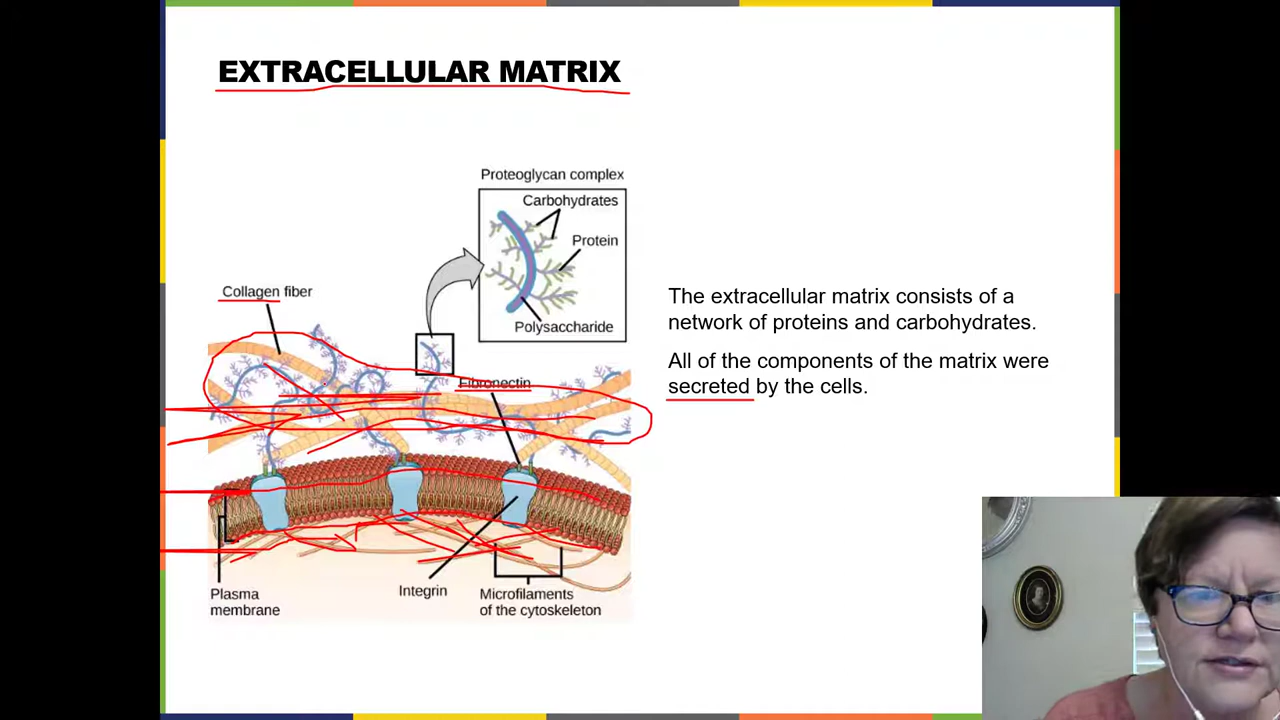 EXTRACELLULAR MATRIX
Proteoglycan complex
Carbohydrates
Protein
Polysaccharide
Collagen fiber
Fibronectin
Plasma
membrane
Integrin
Microfilaments
of the cytoskeleton
The extracellular matrix consists of a
network of proteins and carbohydrates.
All of the components of the matrix were
secreted by the cells.